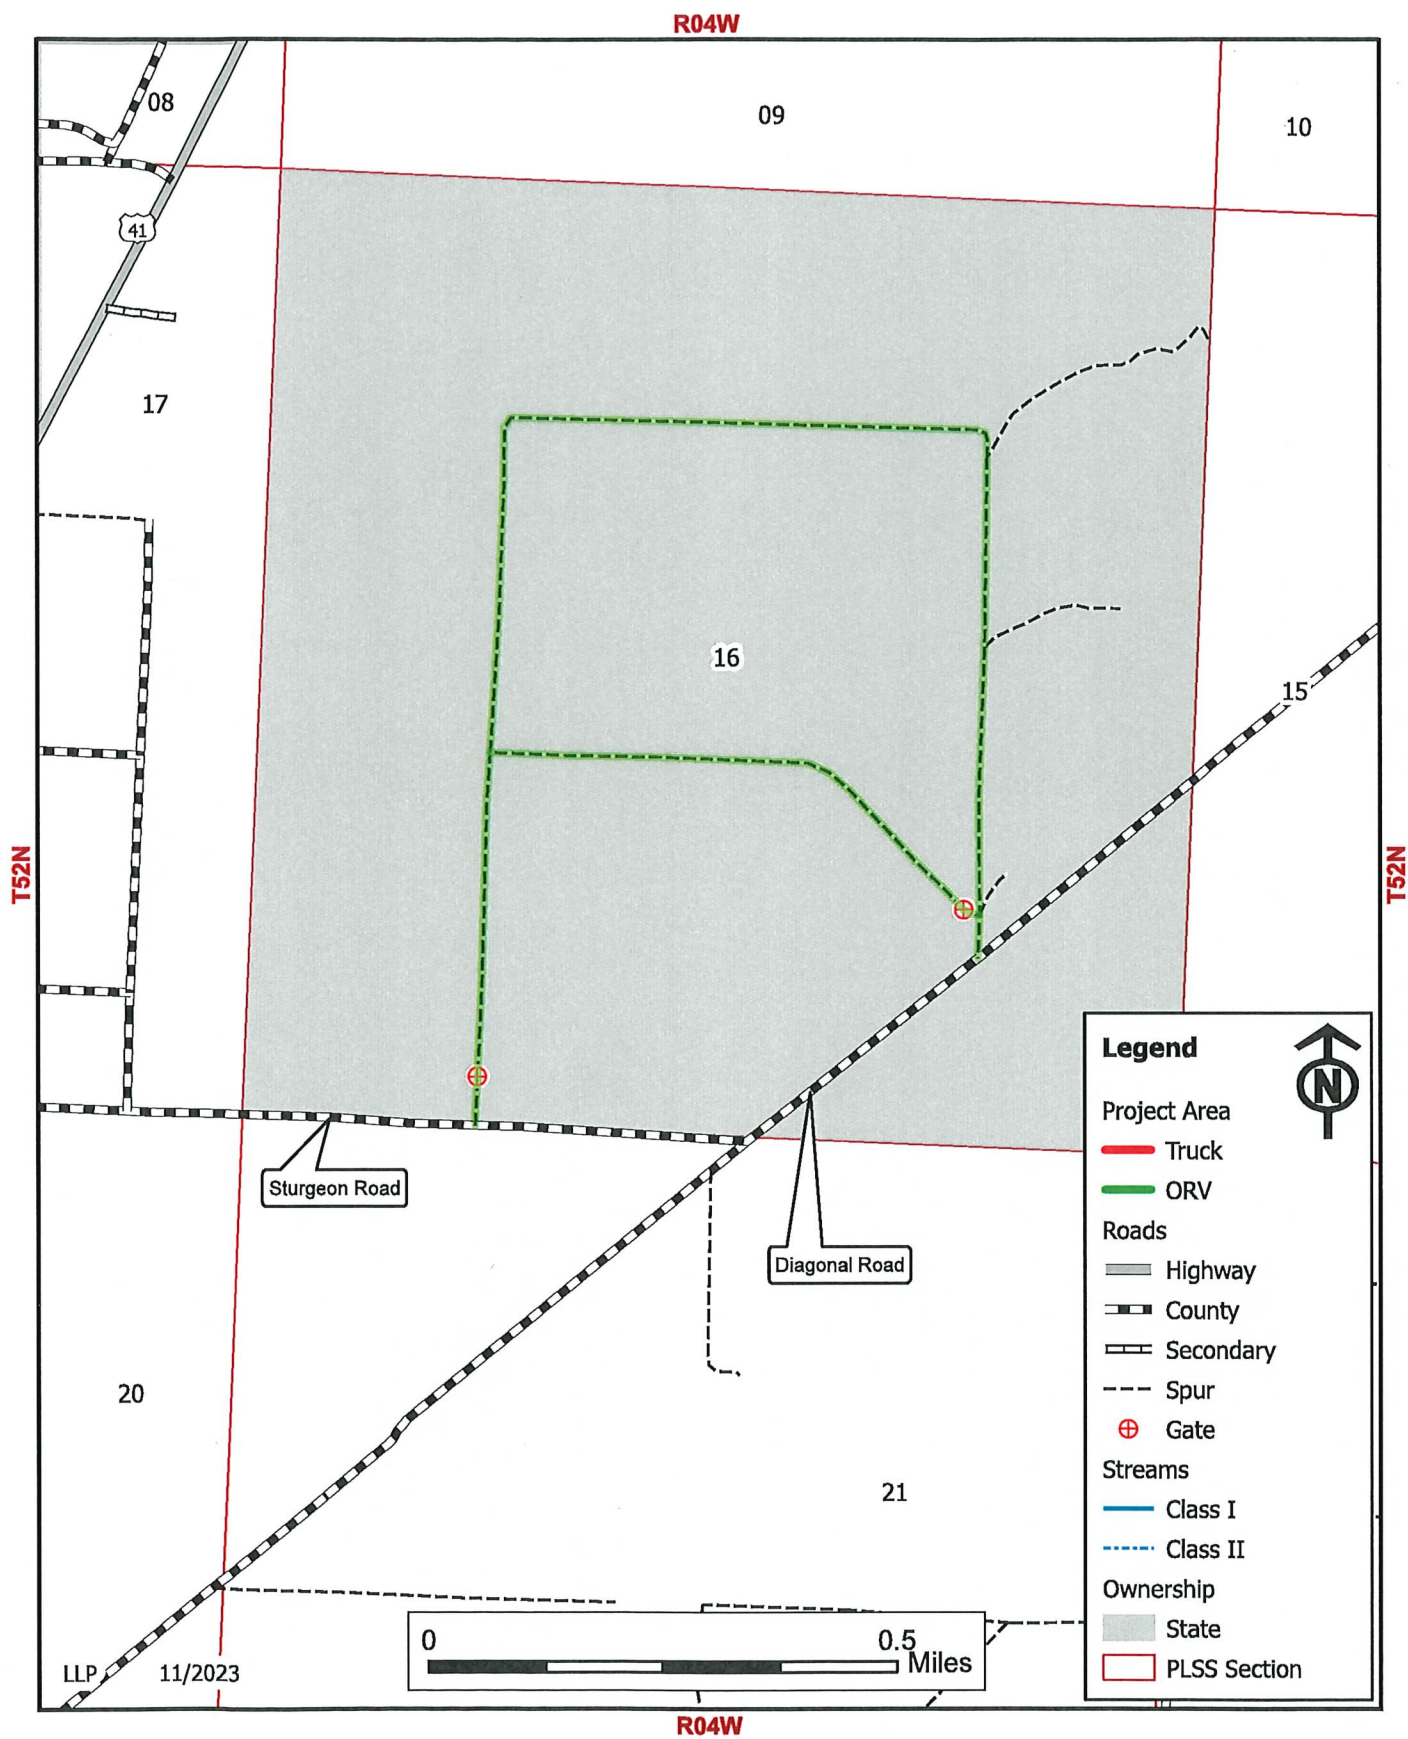 R04W
08
09
10
41
17
16
15
T52N
T52N
Sturgeon Road
Diagonal Road
20
21
Legend
N
Project Area
Truck
ORV
Roads
Highway
County
Secondary
Spur
Gate
Streams
Class I
Class II
Ownership
State
PLSS Section
0 0.5
Miles
LLP 11/2023
R04W